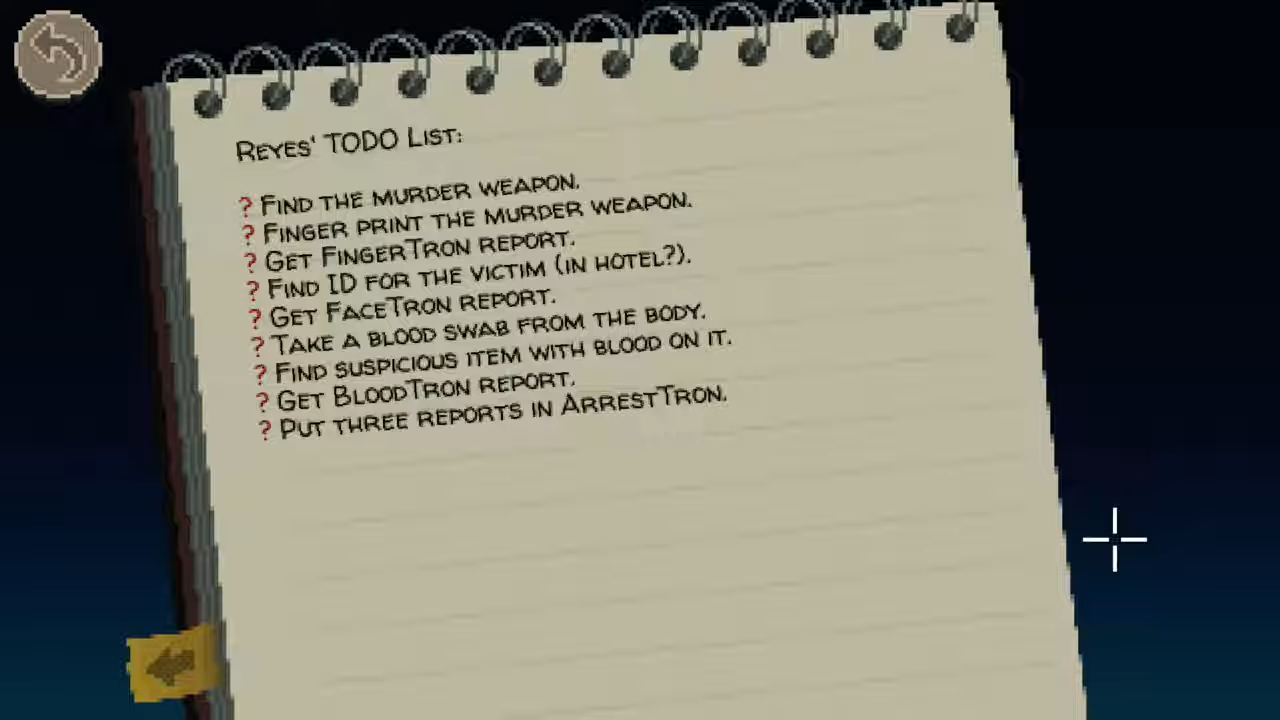 Reyes' TODO List:
? Find the murder weapon.
? Finger print the murder weapon.
? Get FingerTron report.
? Find ID for the victim (in hotel?).
? Get FaceTron report.
? Take a blood swab from the body.
? Find suspicious item with blood on it.
? Get BloodTron report.
? Put three reports in ArrestTron.